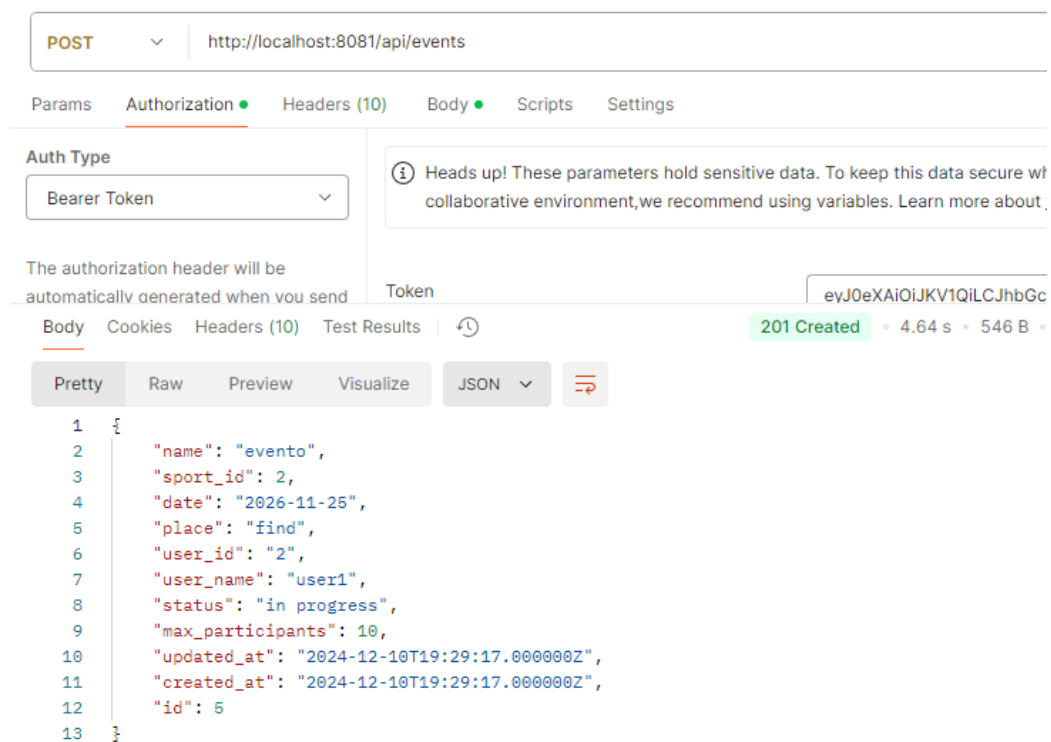 POST http://localhost:8081/api/events
Params Authorization Headers (10) Body Scripts Settings
Auth Type
Bearer Token
Heads up! These parameters hold sensitive data. To keep this data secure
collaborative environment,we recommend using variables. Learn more about
The authorization header will be
automatically generated when you send
Token
eyJ0eXAiOiJKV1QiLCJhbGc
Body Cookies Headers (10) Test Results 201 Created 4.64 s 546 B
Pretty Raw Preview Visualize JSON
1 {
2 "name": "evento",
3 "sport_id": 2,
4 "date": "2026-11-25",
5 "place": "find",
6 "user_id": "2",
7 "user_name": "user1",
8 "status": "in progress",
9 "max_participants": 10,
10 "updated_at": "2024-12-10T19:29:17.000000Z",
11 "created_at": "2024-12-10T19:29:17.000000Z",
12 "id": 5
13 }